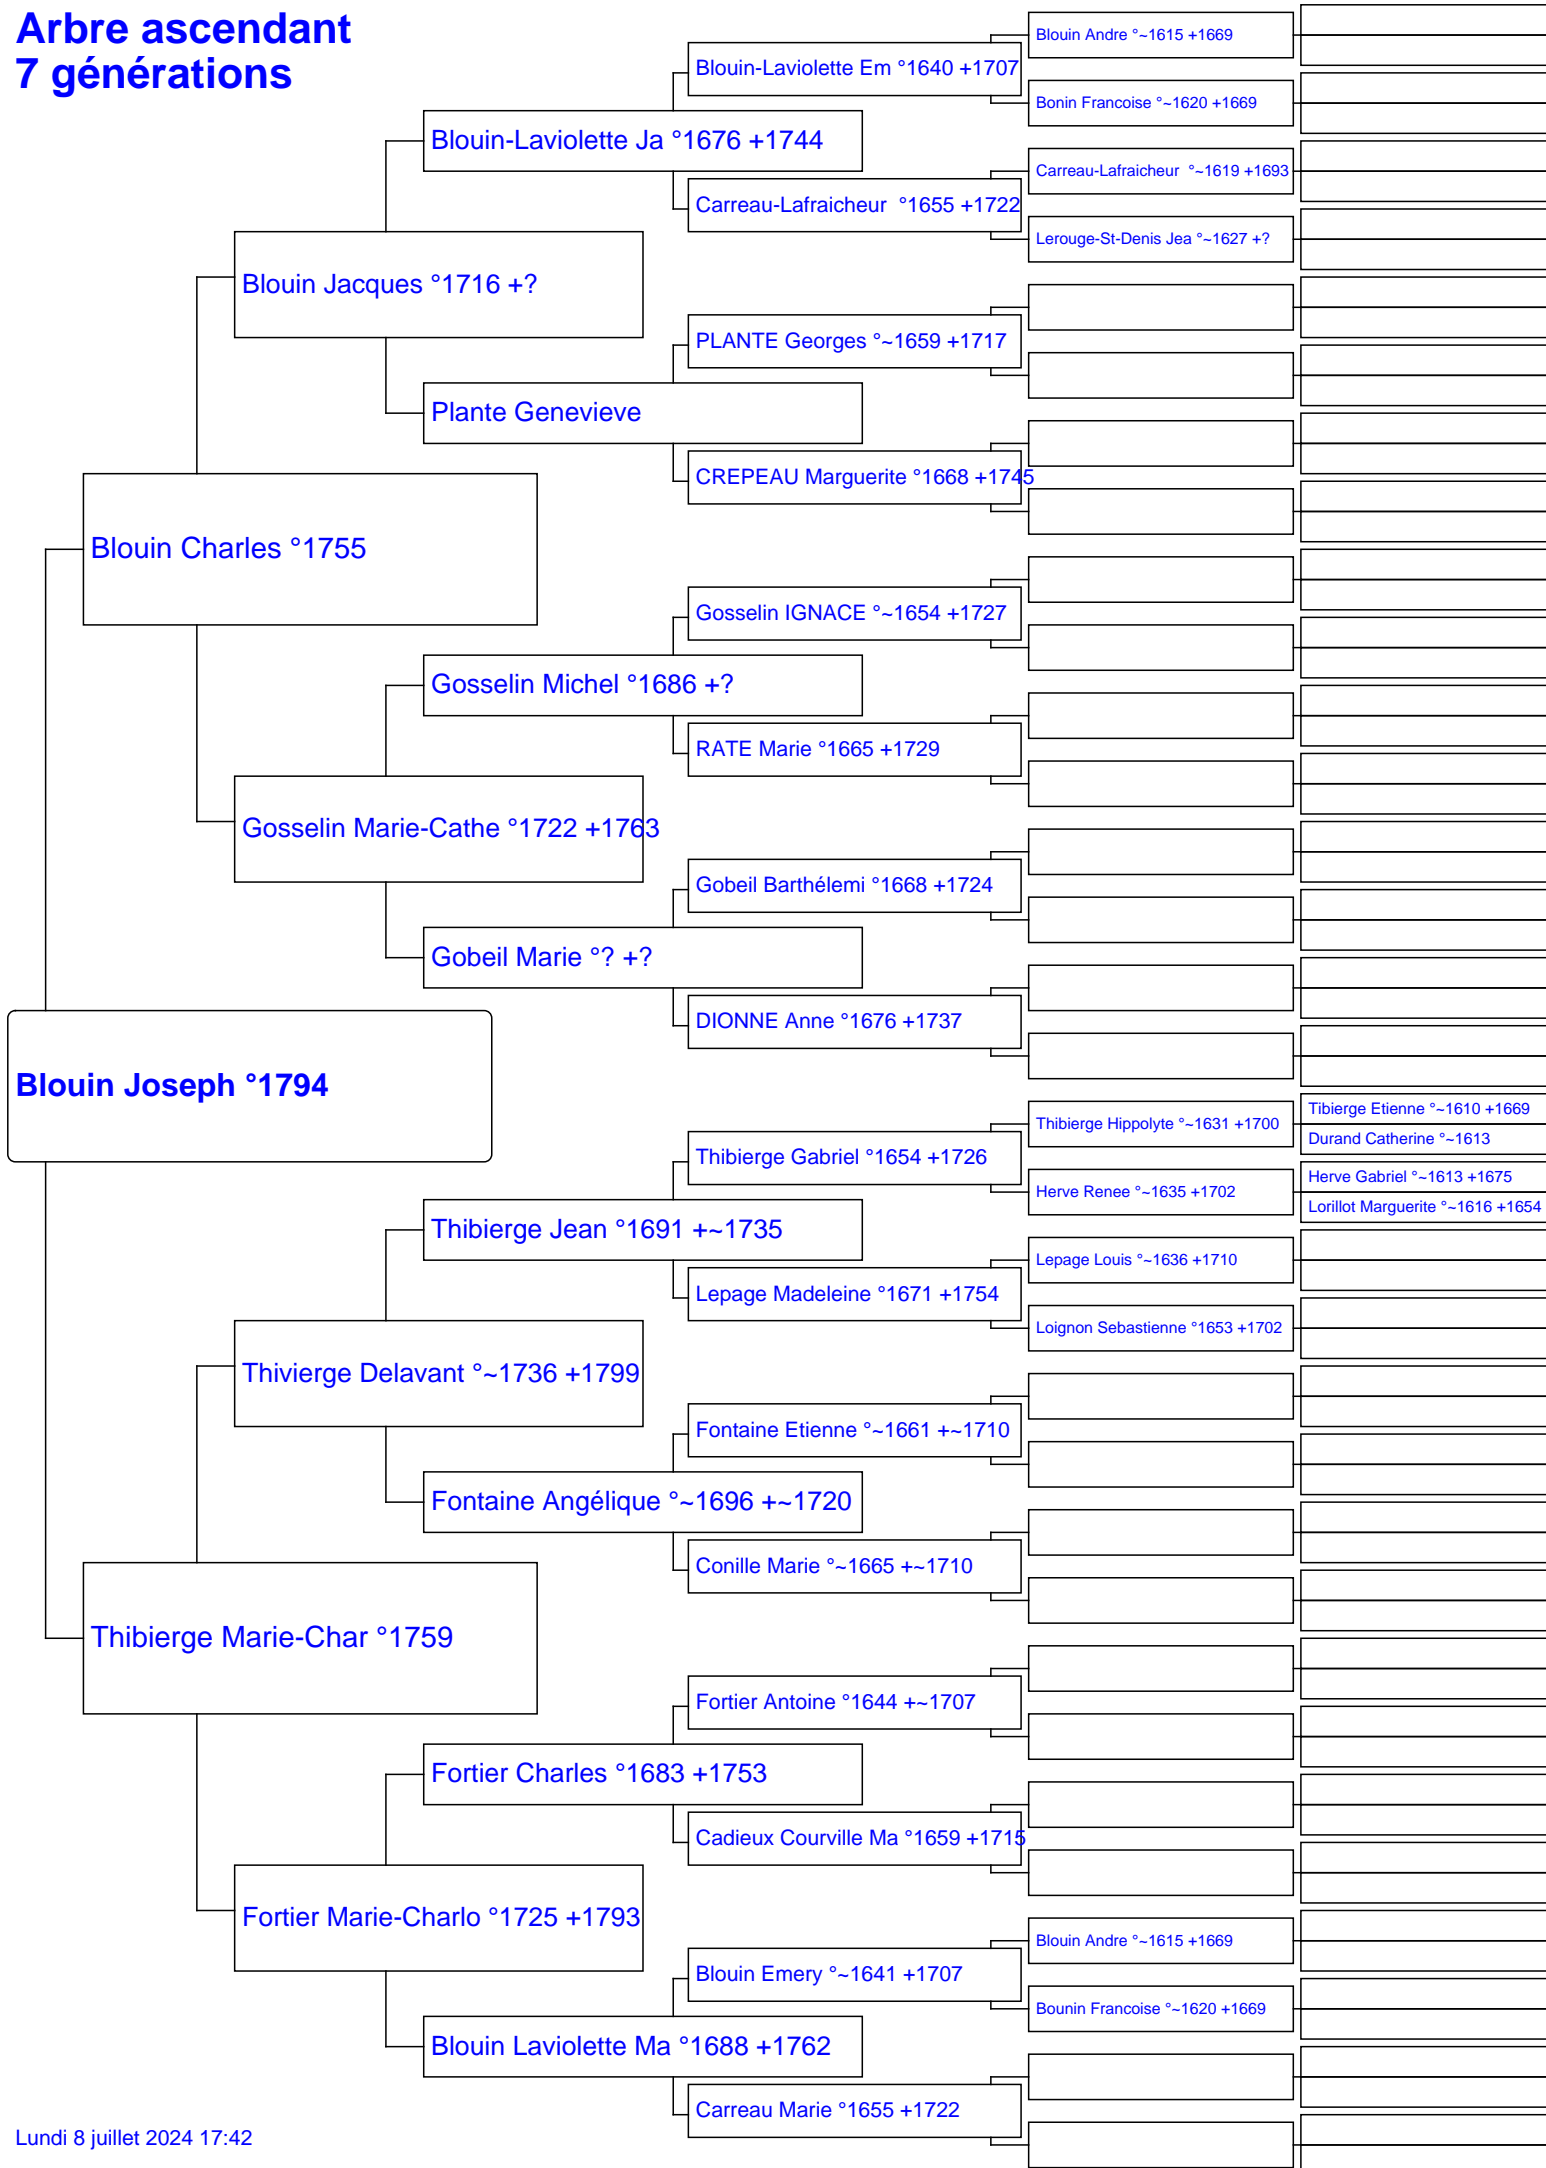 Arbre ascendant
7 générations
Blouin Andre °~1615 +1669
Blouin-Laviolette Em °1640 +1707
Bonin Francoise °~1620 +1669
Blouin-Laviolette Ja °1676 +1744
Carreau-Lafraicheur  °~1619 +1693
Carreau-Lafraicheur  °1655 +1722
Lerouge-St-Denis Jea °~1627 +?
Blouin Jacques °1716 +?
PLANTE Georges °~1659 +1717
Plante Genevieve
CREPEAU Marguerite °1668 +1745
Blouin Charles °1755
Gosselin IGNACE °~1654 +1727
Gosselin Michel °1686 +?
RATE Marie °1665 +1729
Gosselin Marie-Cathe °1722 +1763
Gobeil Barthélemi °1668 +1724
Gobeil Marie °? +?
DIONNE Anne °1676 +1737
Blouin Joseph °1794
Tibierge Etienne °~1610 +1669
Thibierge Hippolyte °~1631 +1700
Durand Catherine °~1613
Thibierge Gabriel °1654 +1726
Herve Gabriel °~1613 +1675
Herve Renee °~1635 +1702
Lorillot Marguerite °~1616 +1654
Thibierge Jean °1691 +~1735
Lepage Louis °~1636 +1710
Lepage Madeleine °1671 +1754
Loignon Sebastienne °1653 +1702
Thivierge Delavant °~1736 +1799
Fontaine Etienne °~1661 +~1710
Fontaine Angélique °~1696 +~1720
Conille Marie °~1665 +~1710
Thibierge Marie-Char °1759
Fortier Antoine °1644 +~1707
Fortier Charles °1683 +1753
Cadieux Courville Ma °1659 +1715
Fortier Marie-Charlo °1725 +1793
Blouin Andre °~1615 +1669
Blouin Emery °~1641 +1707
Bounin Francoise °~1620 +1669
Blouin Laviolette Ma °1688 +1762
Carreau Marie °1655 +1722
Lundi 8 juillet 2024 17:42